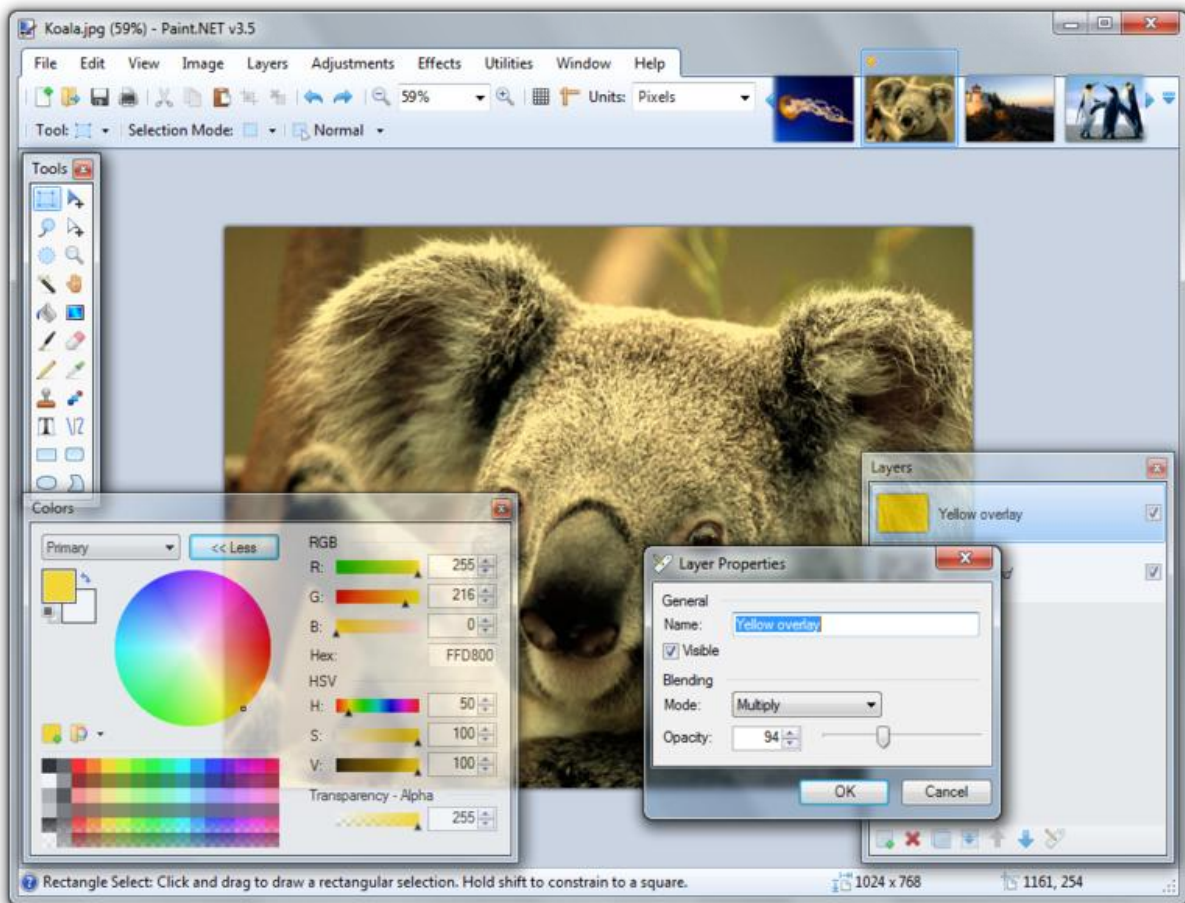 Koala.jpg (59%) - Paint.NET v3.5
File Edit View Image Layers Adjustments Effects Utilities Window Help
59% Units: Pixels
Tool: Selection Mode: Normal
Tools
Layers
Yellow overlay
Colors
Primary << Less
RGB
R: 255
G: 216
B: 0
Hex: FFD800
HSV
H: 50
S: 100
V: 100
Transparency - Alpha
255
Layer Properties
General
Name: Yellow overlay
Visible
Blending
Mode: Multiply
Opacity: 94
OK Cancel
Rectangle Select: Click and drag to draw a rectangular selection. Hold shift to constrain to a square. 1024 x 768 1161, 254